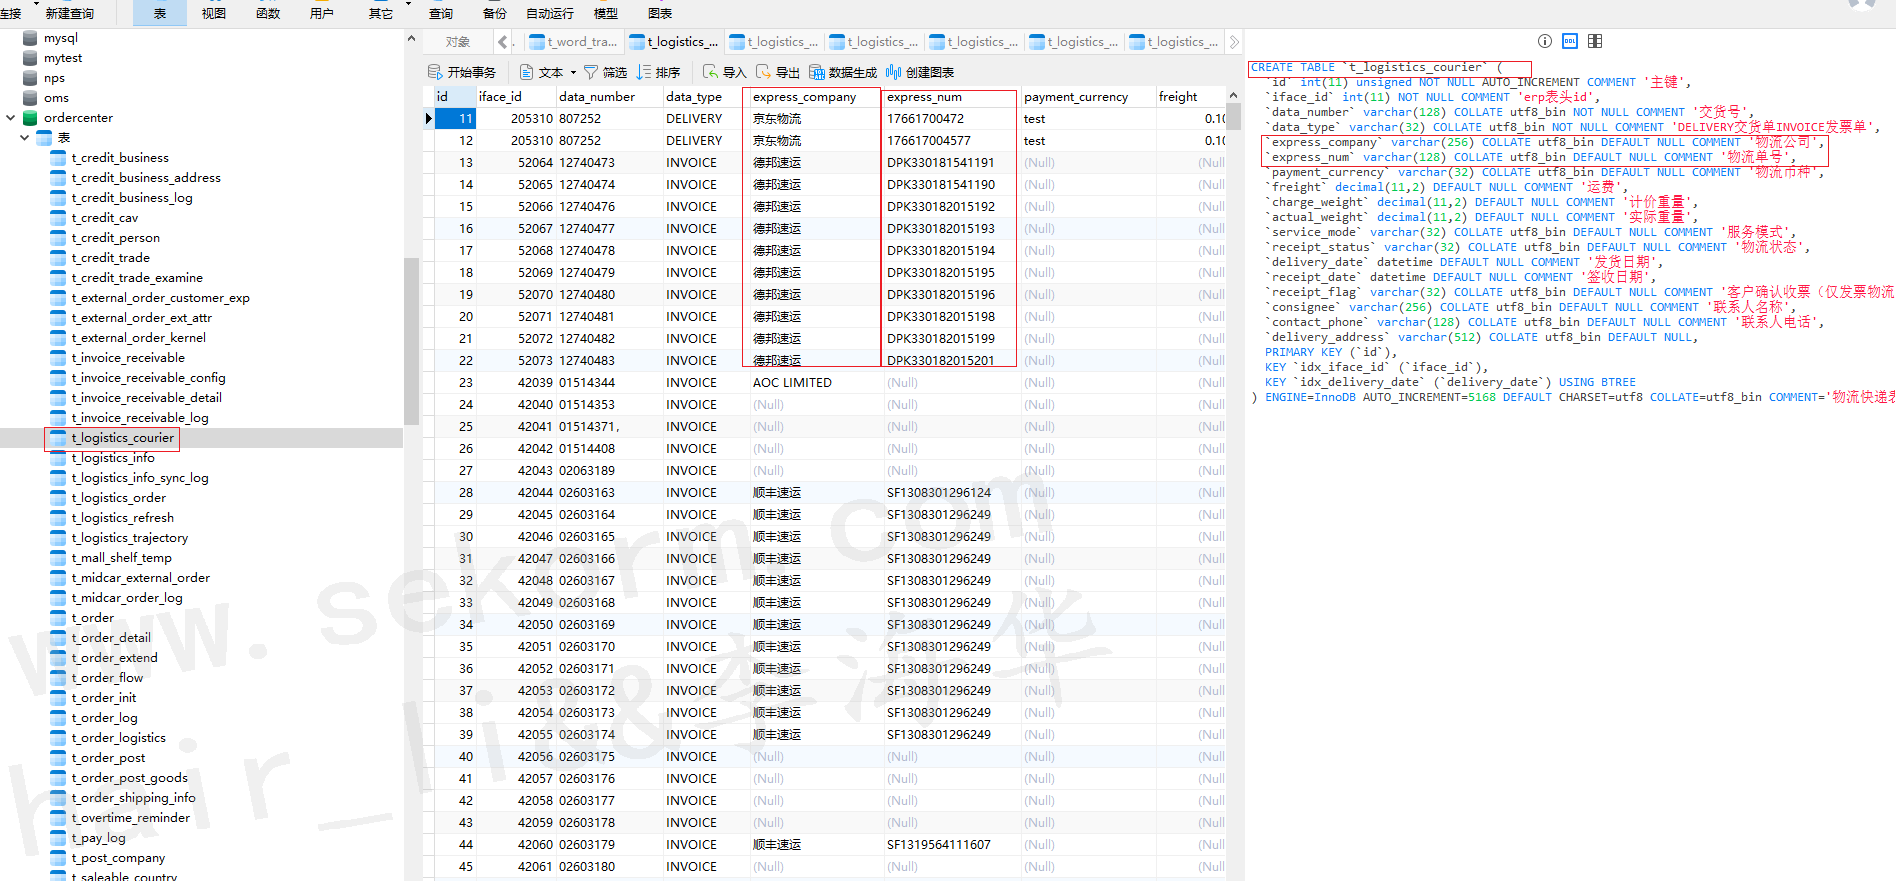 连接 新建查询 表 视图 函数 用户 其它 查询 备份 自动运行 模型 图表
mysql
mytest
nps
oms
ordercenter
表
t_credit_business
t_credit_business_address
t_credit_business_log
t_credit_cav
t_credit_person
t_credit_trade
t_credit_trade_examine
t_external_order_customer_exp
t_external_order_ext_attr
t_external_order_kernel
t_invoice_receivable
t_invoice_receivable_config
t_invoice_receivable_detail
t_invoice_receivable_log
t_logistics_courier
t_logistics_info
t_logistics_info_sync_log
t_logistics_order
t_logistics_refresh
t_logistics_trajectory
t_mall_shelf_temp
t_midcar_external_order
t_midcar_order_log
t_order
t_order_detail
t_order_extend
t_order_flow
t_order_init
t_order_log
t_order_logistics
t_order_post
t_order_post_goods
t_order_shipping_info
t_overtime_reminder
t_pay_log
t_post_company
t_saleable_country
对象 . t_word_tra... t_logistics_... t_logistics_... t_logistics_... t_logistics_... t_logistics_... t_logistics_...
开始事务 文本 筛选 排序 导入 导出 数据生成 创建图表
id iface_id data_number data_type express_company express_num payment_currency freight
11 205310 807252 DELIVERY 京东物流 17661700472 test 0.10
12 205310 807252 DELIVERY 京东物流 176617004577 test 0.10
13 52064 12740473 INVOICE 德邦速运 DPK330181541191 (Null) (Null
14 52065 12740474 INVOICE 德邦速运 DPK330181541190 (Null) (Null
15 52066 12740476 INVOICE 德邦速运 DPK330182015192 (Null) (Null
16 52067 12740477 INVOICE 德邦速运 DPK330182015193 (Null) (Null
17 52068 12740478 INVOICE 德邦速运 DPK330182015194 (Null) (Null
18 52069 12740479 INVOICE 德邦速运 DPK330182015195 (Null) (Null
19 52070 12740480 INVOICE 德邦速运 DPK330182015196 (Null) (Null
20 52071 12740481 INVOICE 德邦速运 DPK330182015198 (Null) (Null
21 52072 12740482 INVOICE 德邦速运 DPK330182015199 (Null) (Null
22 52073 12740483 INVOICE 德邦速运 DPK330182015201 (Null) (Null
23 42039 01514344 INVOICE AOC LIMITED (Null) (Null) (Null
24 42040 01514353 INVOICE (Null) (Null) (Null) (Null
25 42041 01514371, INVOICE (Null) (Null) (Null) (Null
26 42042 01514408 INVOICE (Null) (Null) (Null) (Null
27 42043 02063189 INVOICE (Null) (Null) (Null) (Null
28 42044 02603163 INVOICE 顺丰速运 SF1308301296124 (Null) (Null
29 42045 02603164 INVOICE 顺丰速运 SF1308301296249 (Null) (Null
30 42046 02603165 INVOICE 顺丰速运 SF1308301296249 (Null) (Null
31 42047 02603166 INVOICE 顺丰速运 SF1308301296249 (Null) (Null
32 42048 02603167 INVOICE 顺丰速运 SF1308301296249 (Null) (Null
33 42049 02603168 INVOICE 顺丰速运 SF1308301296249 (Null) (Null
34 42050 02603169 INVOICE 顺丰速运 SF1308301296249 (Null) (Null
35 42051 02603170 INVOICE 顺丰速运 SF1308301296249 (Null) (Null
36 42052 02603171 INVOICE 顺丰速运 SF1308301296249 (Null) (Null
37 42053 02603172 INVOICE 顺丰速运 SF1308301296249 (Null) (Null
38 42054 02603173 INVOICE 顺丰速运 SF1308301296249 (Null) (Null
39 42055 02603174 INVOICE 顺丰速运 SF1308301296249 (Null) (Null
40 42056 02603175 INVOICE (Null) (Null) (Null) (Null
41 42057 02603176 INVOICE (Null) (Null) (Null) (Null
42 42058 02603177 INVOICE (Null) (Null) (Null) (Null
43 42059 02603178 INVOICE (Null) (Null) (Null) (Null
44 42060 02603179 INVOICE 顺丰速运 SF1319564111607 (Null) (Null
45 42061 02603180 INVOICE (Null) (Null) (Null) (Null
DDL
CREATE TABLE `t_logistics_courier` (
`id` int(11) unsigned NOT NULL AUTO_INCREMENT COMMENT '主键',
`iface_id` int(11) NOT NULL COMMENT 'erp表头id',
`data_number` varchar(128) COLLATE utf8_bin NOT NULL COMMENT '交货号',
`data_type` varchar(32) COLLATE utf8_bin NOT NULL COMMENT 'DELIVERY交货单INVOICE发票单',
`express_company` varchar(256) COLLATE utf8_bin DEFAULT NULL COMMENT '物流公司',
`express_num` varchar(128) COLLATE utf8_bin DEFAULT NULL COMMENT '物流单号',
`payment_currency` varchar(32) COLLATE utf8_bin DEFAULT NULL COMMENT '物流币种',
`freight` decimal(11,2) DEFAULT NULL COMMENT '运费',
`charge_weight` decimal(11,2) DEFAULT NULL COMMENT '计价重量',
`actual_weight` decimal(11,2) DEFAULT NULL COMMENT '实际重量',
`service_mode` varchar(32) COLLATE utf8_bin DEFAULT NULL COMMENT '服务模式',
`receipt_status` varchar(32) COLLATE utf8_bin DEFAULT NULL COMMENT '物流状态',
`delivery_date` datetime DEFAULT NULL COMMENT '发货日期',
`receipt_date` datetime DEFAULT NULL COMMENT '签收日期',
`receipt_flag` varchar(32) COLLATE utf8_bin DEFAULT NULL COMMENT '客户确认收票（仅发票物流
`consignee` varchar(256) COLLATE utf8_bin DEFAULT NULL COMMENT '联系人名称',
`contact_phone` varchar(128) COLLATE utf8_bin DEFAULT NULL COMMENT '联系人电话',
`delivery_address` varchar(512) COLLATE utf8_bin DEFAULT NULL,
PRIMARY KEY (`id`),
KEY `idx_iface_id` (`iface_id`),
KEY `idx_delivery_date` (`delivery_date`) USING BTREE
) ENGINE=InnoDB AUTO_INCREMENT=5168 DEFAULT CHARSET=utf8 COLLATE=utf8_bin COMMENT='物流快递表
www.sekorm.com
hair_li&李海华